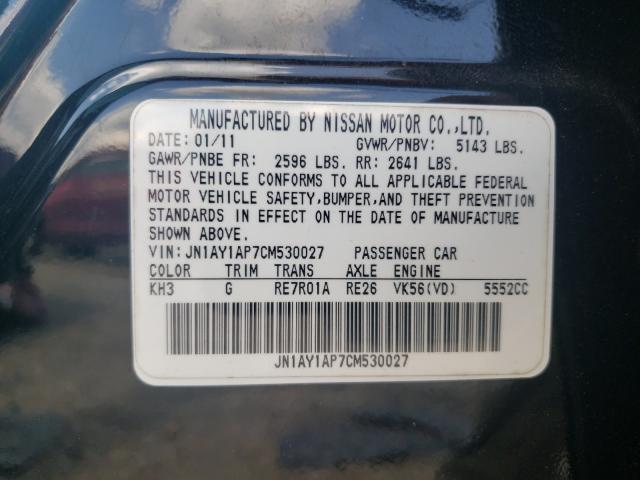 MANUFACTURED BY NISSAN MOTOR CO.,LTD.
DATE: 01/11 GVWR/PNBV: 5143 LBS.
GAWR/PNBE FR: 2596 LBS. RR: 2641 LBS.
THIS VEHICLE CONFORMS TO ALL APPLICABLE FEDERAL
MOTOR VEHICLE SAFETY,BUMPER,AND THEFT PREVENTION
STANDARDS IN EFFECT ON THE DATE OF MANUFACTURE
SHOWN ABOVE.
VIN: JN1AY1AP7CM530027 PASSENGER CAR
COLOR TRIM TRANS AXLE ENGINE
KH3 G RE7R01A RE26 VK56(VD) 5552CC
JN1AY1AP7CM530027